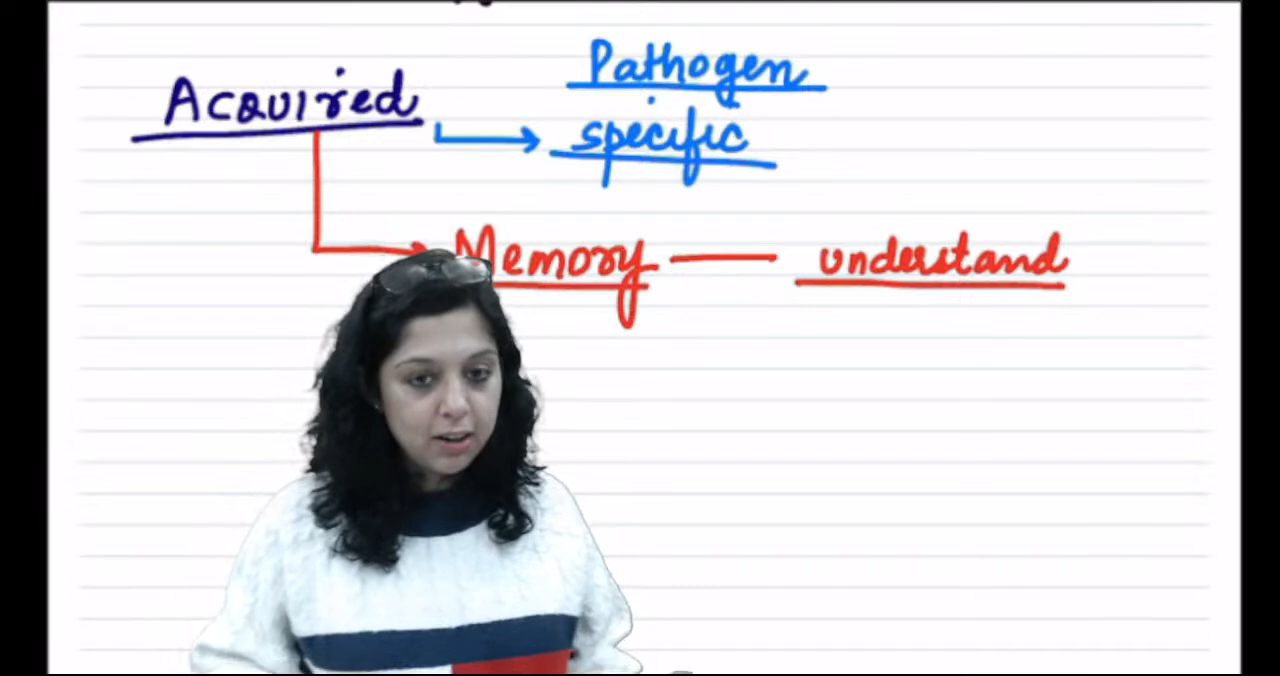 Pathogen
Acquired
specific
Memory — understand